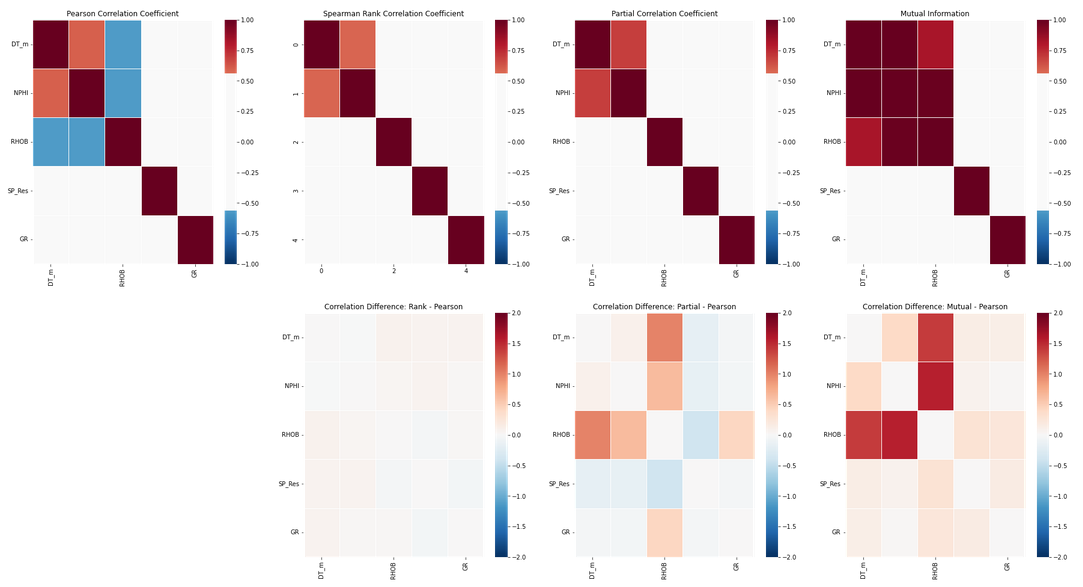 Pearson Correlation Coefficient
DT_m
NPHI
RHOB
SP_Res
GR
DT_m
RHOB
GR
1.00
0.75
0.50
0.25
0.00
−0.25
−0.50
−0.75
−1.00
Spearman Rank Correlation Coefficient
0
1
2
3
4
0
2
4
1.00
0.75
0.50
0.25
0.00
−0.25
−0.50
−0.75
−1.00
Partial Correlation Coefficient
DT_m
NPHI
RHOB
SP_Res
GR
DT_m
RHOB
GR
1.00
0.75
0.50
0.25
0.00
−0.25
−0.50
−0.75
−1.00
Mutual Information
DT_m
NPHI
RHOB
SP_Res
GR
DT_m
RHOB
GR
1.00
0.75
0.50
0.25
0.00
−0.25
−0.50
−0.75
−1.00
Correlation Difference: Rank - Pearson
DT_m
NPHI
RHOB
SP_Res
GR
DT_m
RHOB
GR
2.0
1.5
1.0
0.5
0.0
−0.5
−1.0
−1.5
−2.0
Correlation Difference: Partial - Pearson
DT_m
NPHI
RHOB
SP_Res
GR
DT_m
RHOB
GR
2.0
1.5
1.0
0.5
0.0
−0.5
−1.0
−1.5
−2.0
Correlation Difference: Mutual - Pearson
DT_m
NPHI
RHOB
SP_Res
GR
DT_m
RHOB
GR
2.0
1.5
1.0
0.5
0.0
−0.5
−1.0
−1.5
−2.0